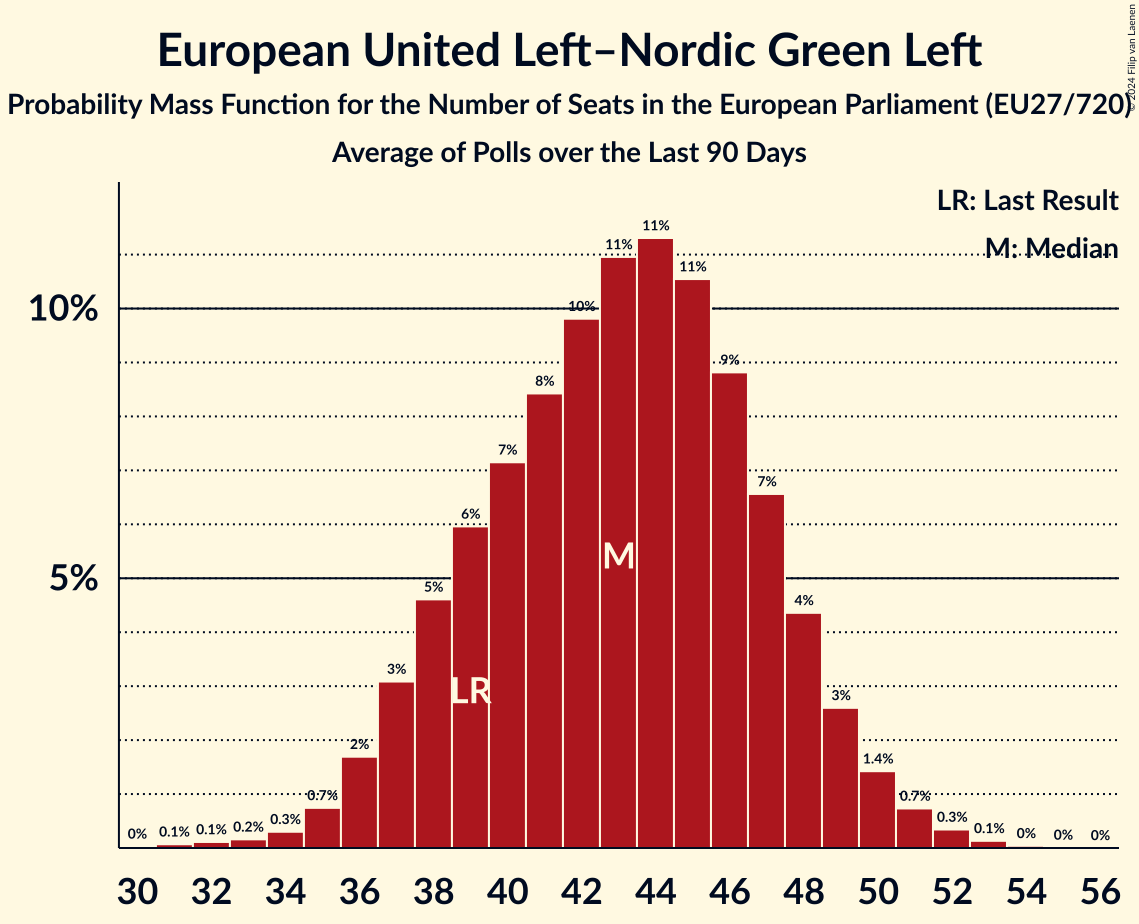 European United Left–Nordic Green Left
Probability Mass Function for the Number of Seats in the European Parliament (EU27/720)
Average of Polls over the Last 90 Days
© 2024 Filip van Laenen
LR: Last Result
M: Median
10%
5%
0% 0.1% 0.1% 0.2% 0.3% 0.7% 2% 3% 5% 6% 7% 8% 10% 11% 11% 11% 9% 7% 4% 3% 1.4% 0.7% 0.3% 0.1% 0% 0% 0%
LR
M
30 32 34 36 38 40 42 44 46 48 50 52 54 56